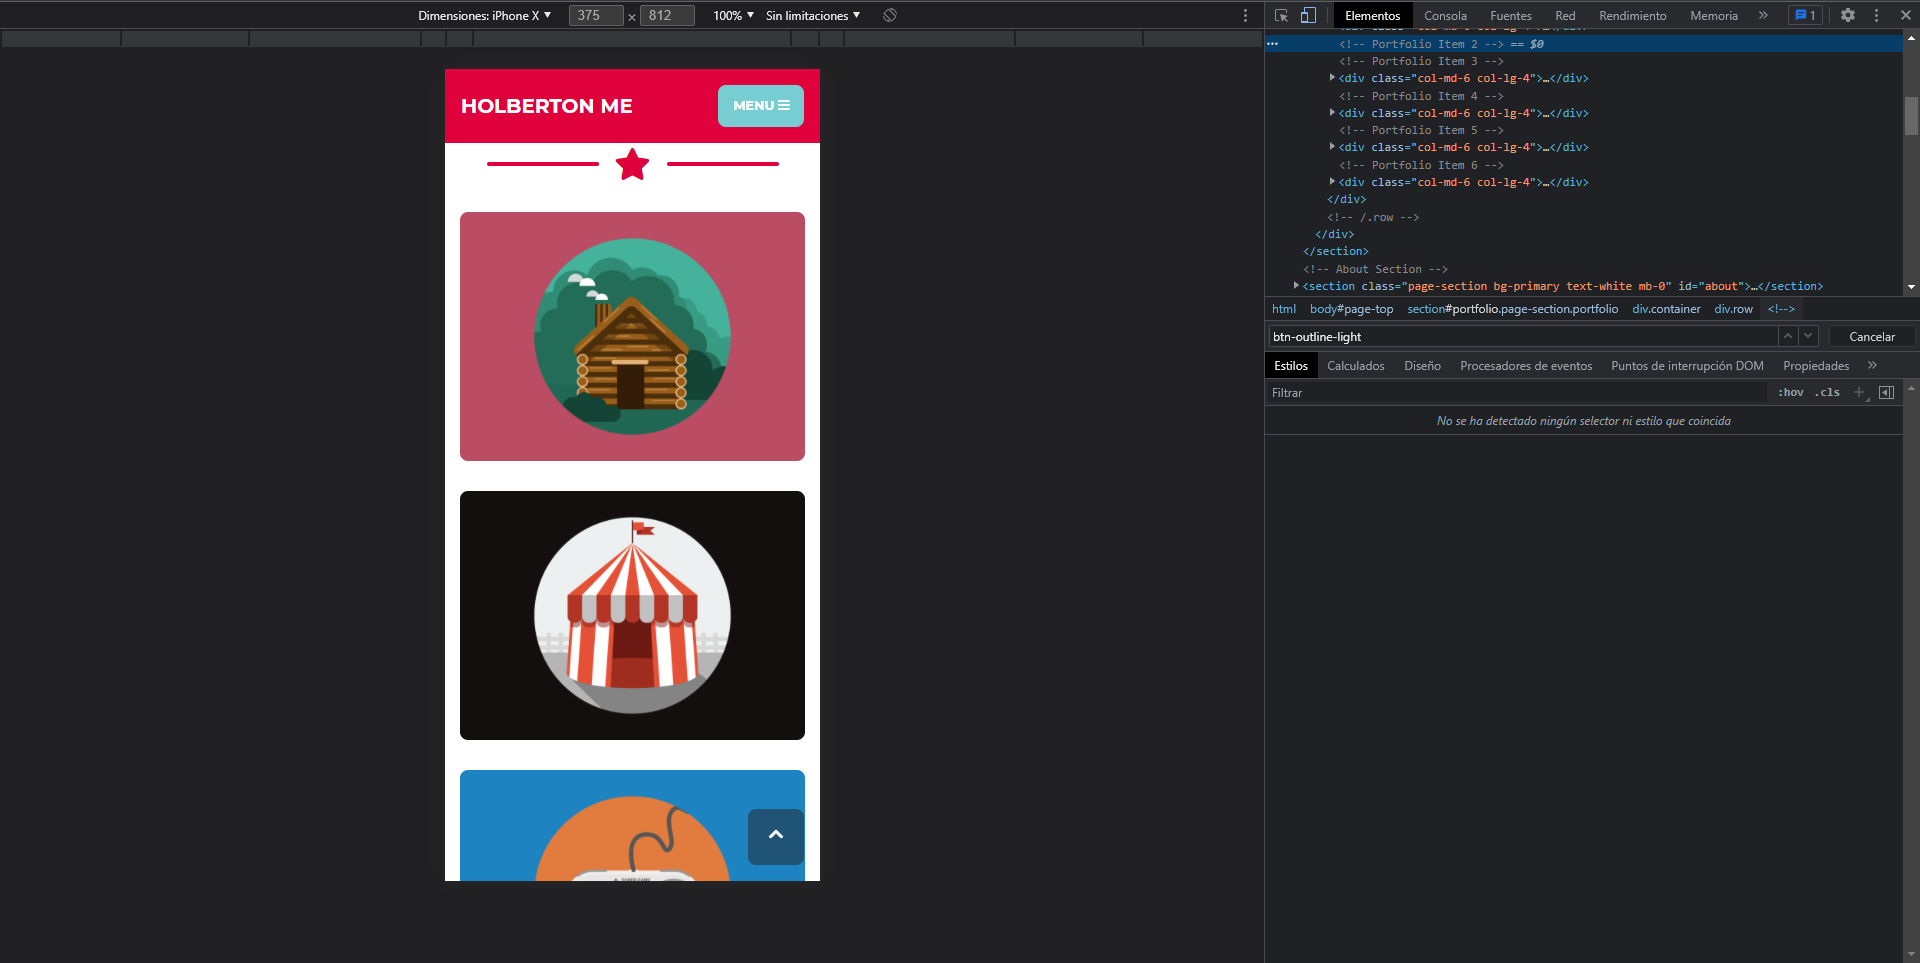 Dimensiones: iPhone X ▼ 375 × 812 100% ▼ Sin limitaciones ▼
HOLBERTON ME
MENU
Elementos Consola Fuentes Red Rendimiento Memoria » 1
<!-- Portfolio Item 2 --> == $0
<!-- Portfolio Item 3 -->
<div class="col-md-6 col-lg-4">…</div>
<!-- Portfolio Item 4 -->
<div class="col-md-6 col-lg-4">…</div>
<!-- Portfolio Item 5 -->
<div class="col-md-6 col-lg-4">…</div>
<!-- Portfolio Item 6 -->
<div class="col-md-6 col-lg-4">…</div>
</div>
<!-- /.row -->
</div>
</section>
<!-- About Section -->
<section class="page-section bg-primary text-white mb-0" id="about">…</section>
html body#page-top section#portfolio.page-section.portfolio div.container div.row <!-->
btn-outline-light Cancelar
Estilos Calculados Diseño Procesadores de eventos Puntos de interrupción DOM Propiedades »
Filtrar :hov .cls +
No se ha detectado ningún selector ni estilo que coincida